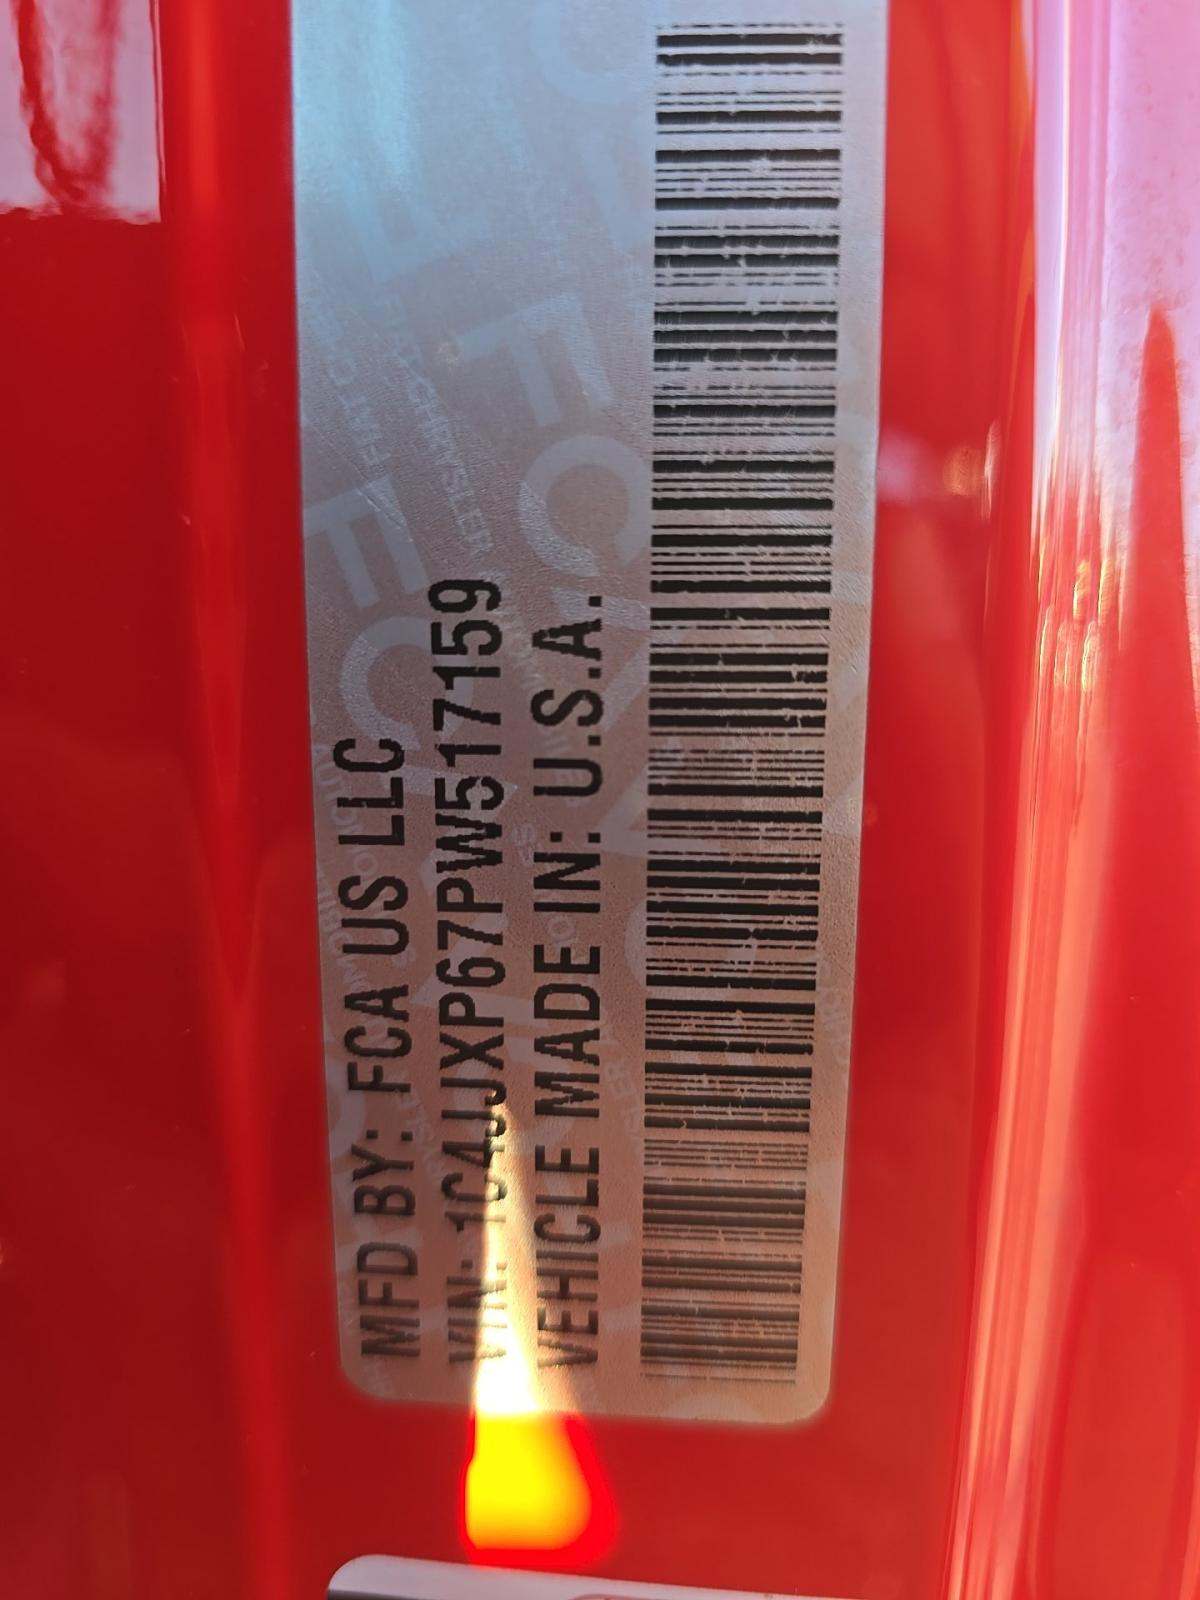 MFD BY: FCA US LLC
VIN: 1C4JJXP67PW517159
VEHICLE MADE IN: U.S.A.